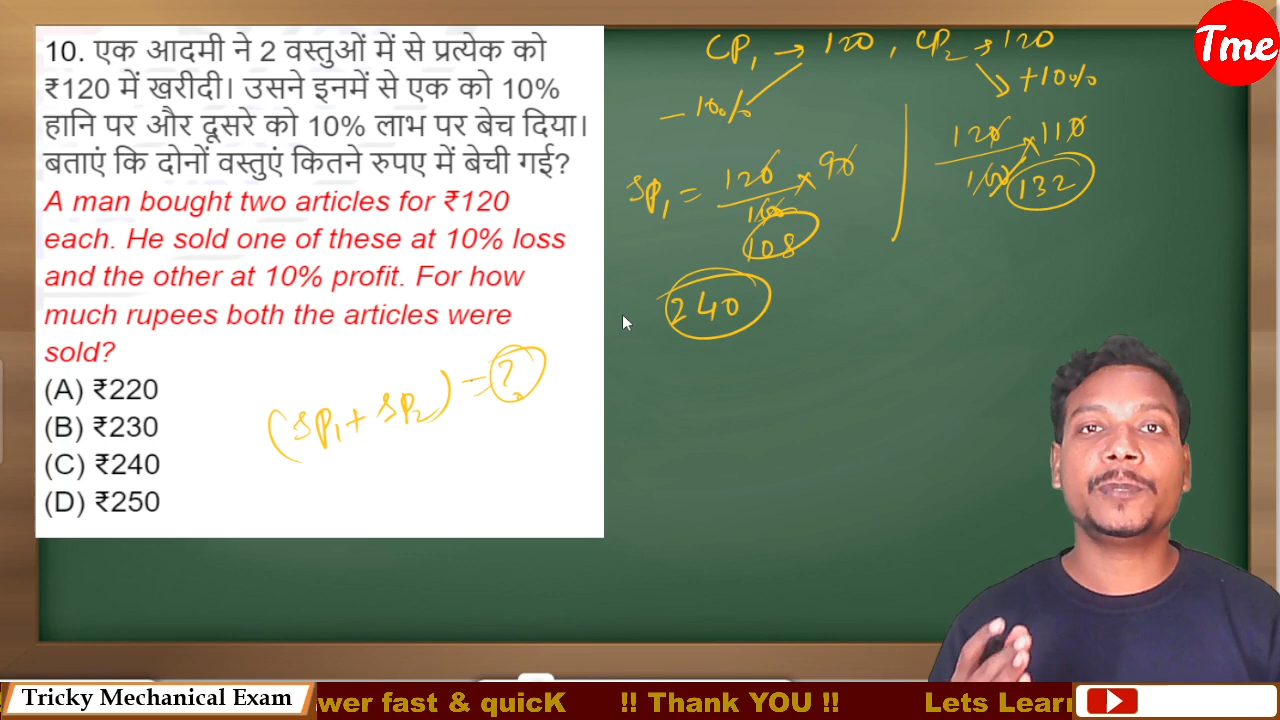 10. एक आदमी ने 2 वस्तुओं में से प्रत्येक को
₹120 में खरीदी। उसने इनमें से एक को 10%
हानि पर और दूसरे को 10% लाभ पर बेच दिया।
बताएं कि दोनों वस्तुएं कितने रुपए में बेची गई?
A man bought two articles for ₹120
each. He sold one of these at 10% loss
and the other at 10% profit. For how
much rupees both the articles were
sold?
(A) ₹220
(B) ₹230
(C) ₹240
(D) ₹250
(SP₁ + SP₂) = ?
CP₁ → 120, CP₂ → 120
-10% +10%
SP₁ = 120/100 × 90
108
120/100 × 110
132
240
Tme
Tricky Mechanical Exam
wer fast & quicK !! Thank YOU !! Lets Learn